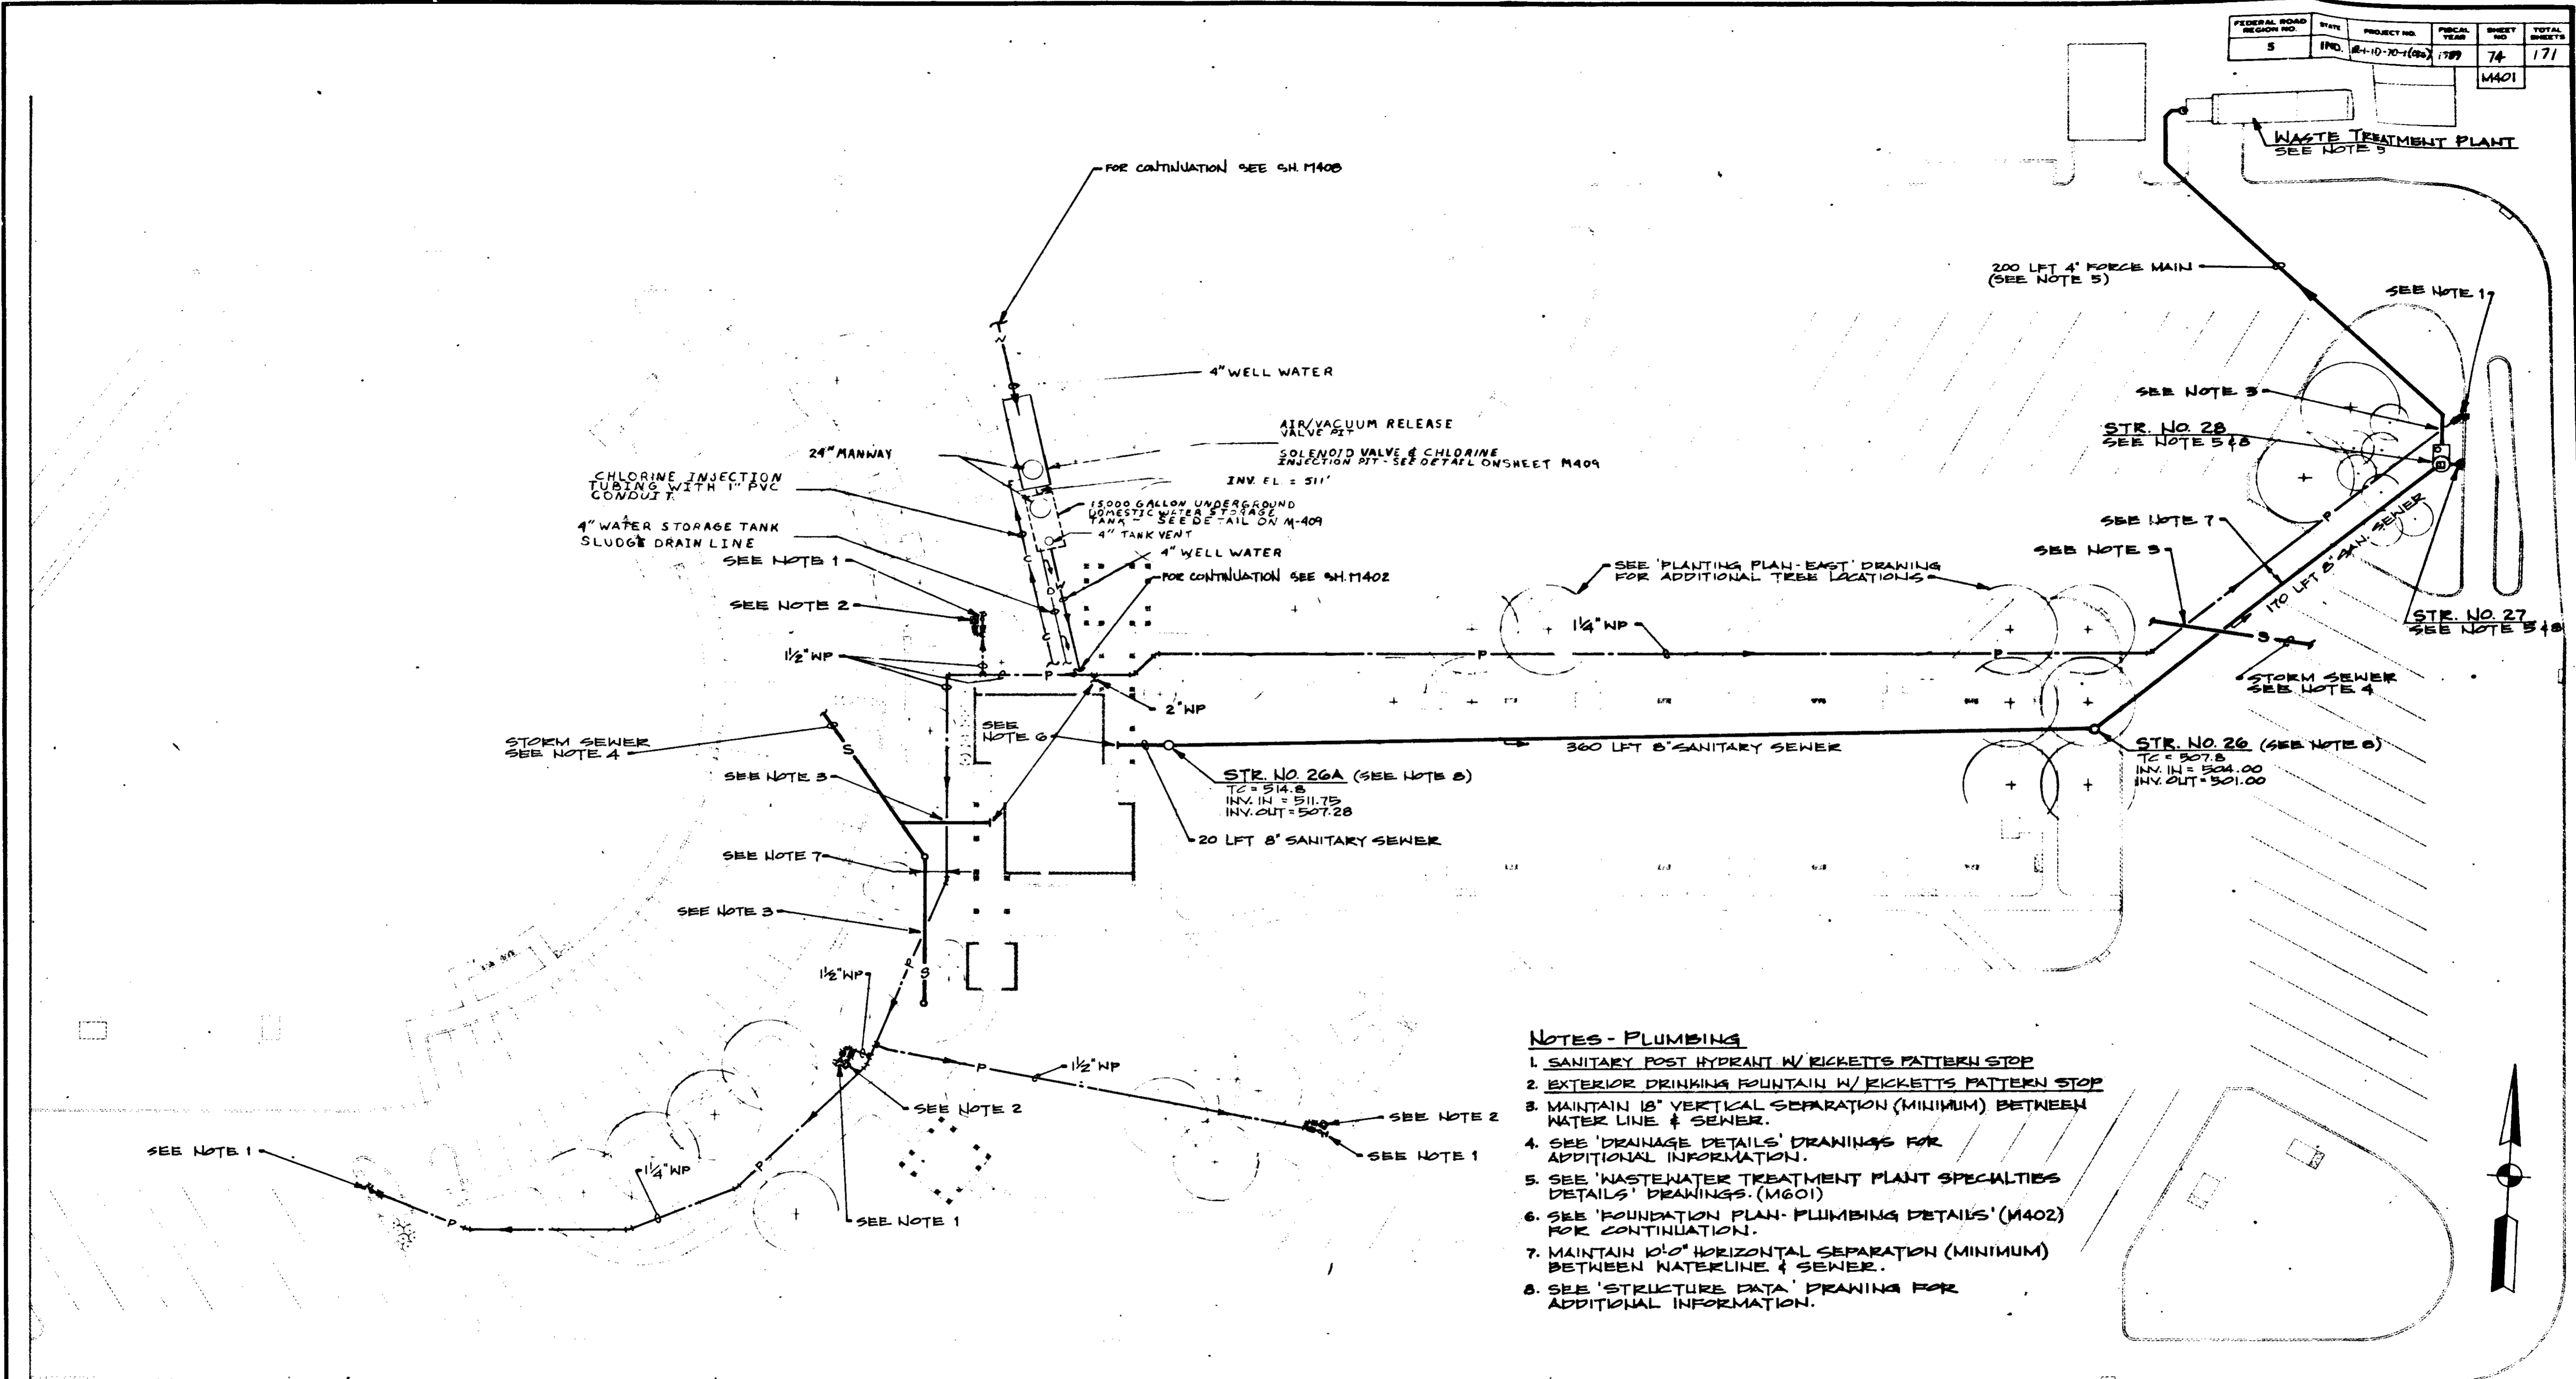 FEDERAL ROAD REGION NO. STATE PROJECT NO. FISCAL YEAR SHEET NO TOTAL SHEETS
5 IND. 74 171
M401
WASTE TREATMENT PLANT
SEE NOTE 5
FOR CONTINUATION SEE SH. M408
200 LFT 4" FORCE MAIN
(SEE NOTE 5)
SEE NOTE 1
4" WELL WATER
SEE NOTE 3
STR. NO. 28
SEE NOTE 5 & 8
AIR/VACUUM RELEASE
VALVE PIT
24" MANWAY
SOLENOID VALVE & CHLORINE
INJECTION PIT - SEE DETAIL ON SHEET M409
CHLORINE INJECTION
TUBING WITH 1" PVC
CONDUIT
INV. EL = 511'
15,000 GALLON UNDERGROUND
DOMESTIC WATER STORAGE
TANK - SEE DETAIL ON M-409
4" WATER STORAGE TANK
SLUDGE DRAIN LINE
4" TANK VENT
4" WELL WATER
SEE NOTE 7
SEE NOTE 3
P
170 LFT 8" SAN. SEWER
SEE NOTE 1
FOR CONTINUATION SEE SH. M402
SEE 'PLANTING PLAN-EAST' DRAWING
FOR ADDITIONAL TREE LOCATIONS
SEE NOTE 2
STR. NO. 27
SEE NOTE 5 & 8
C
D
W
C
1 1/4" WP
S
1 1/2" WP
P
P
P
STORM SEWER
SEE NOTE 4
2" WP
SEE
NOTE 6
STORM SEWER
SEE NOTE 4
S
360 LFT 8" SANITARY SEWER
STR. NO. 26 (SEE NOTE 8)
TC = 507.8
INV. IN = 504.00
INV. OUT = 501.00
SEE NOTE 3
STR. NO. 26A (SEE NOTE 8)
TC = 514.8
INV. IN = 511.75
INV. OUT = 507.28
20 LFT 8" SANITARY SEWER
SEE NOTE 7
SEE NOTE 3
P
S
1 1/2" WP
P
1 1/2" WP
SEE NOTE 2
SEE NOTE 2
SEE NOTE 1
SEE NOTE 1
1 1/4" WP
P
P
SEE NOTE 1
NOTES - PLUMBING
1. SANITARY POST HYDRANT W/ RICKETTS PATTERN STOP
2. EXTERIOR DRINKING FOUNTAIN W/ RICKETTS PATTERN STOP
3. MAINTAIN 18" VERTICAL SEPARATION (MINIMUM) BETWEEN
WATER LINE & SEWER.
4. SEE 'DRAINAGE DETAILS' DRAWINGS FOR
ADDITIONAL INFORMATION.
5. SEE 'WASTEWATER TREATMENT PLANT SPECIALTIES
DETAILS' DRAWINGS. (M601)
6. SEE 'FOUNDATION PLAN- PLUMBING DETAILS' (M402)
FOR CONTINUATION.
7. MAINTAIN 10'-0" HORIZONTAL SEPARATION (MINIMUM)
BETWEEN WATERLINE & SEWER.
8. SEE 'STRUCTURE DATA' DRAWING FOR
ADDITIONAL INFORMATION.